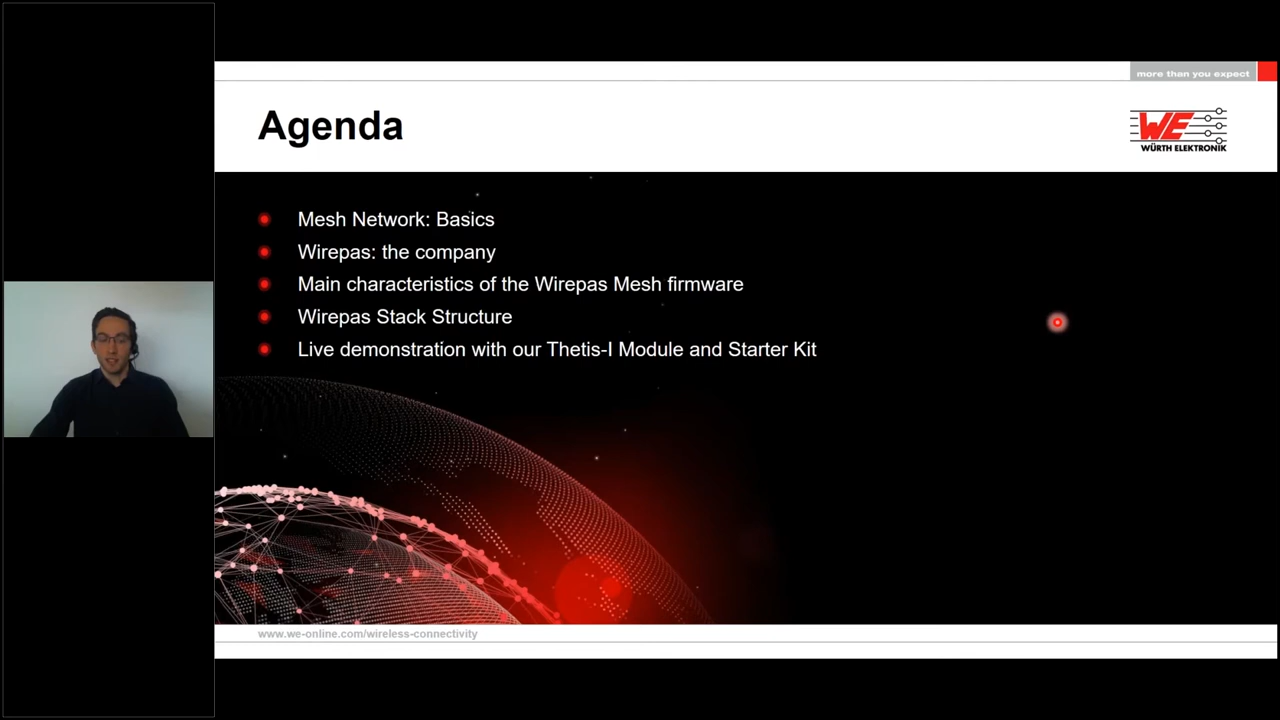 more than you expect
Agenda
WE
WÜRTH ELEKTRONIK
Mesh Network: Basics
Wirepas: the company
Main characteristics of the Wirepas Mesh firmware
Wirepas Stack Structure
Live demonstration with our Thetis-I Module and Starter Kit
www.we-online.com/wireless-connectivity